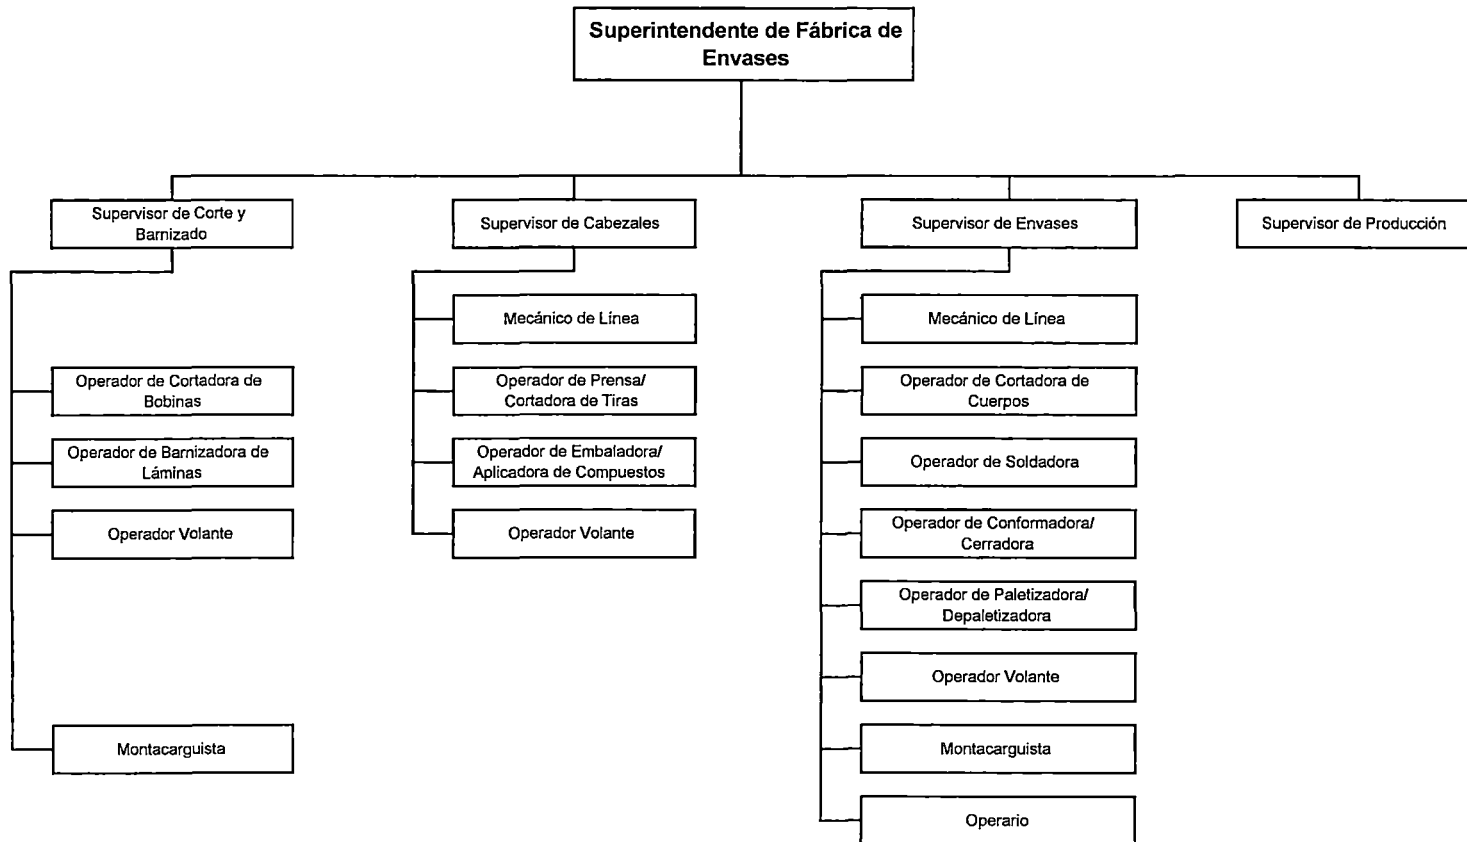 Superintendente de Fábrica de
Envases
Supervisor de Corte y
Barnizado
Supervisor de Cabezales
Supervisor de Envases
Supervisor de Producción
Operador de Cortadora de
Bobinas
Operador de Barnizadora de
Láminas
Operador Volante
Montacarguista
Mecánico de Línea
Operador de Prensa/
Cortadora de Tiras
Operador de Embaladora/
Aplicadora de Compuestos
Operador Volante
Mecánico de Línea
Operador de Cortadora de
Cuerpos
Operador de Soldadora
Operador de Conformadora/
Cerradora
Operador de Paletizadora/
Depaletizadora
Operador Volante
Montacarguista
Operario